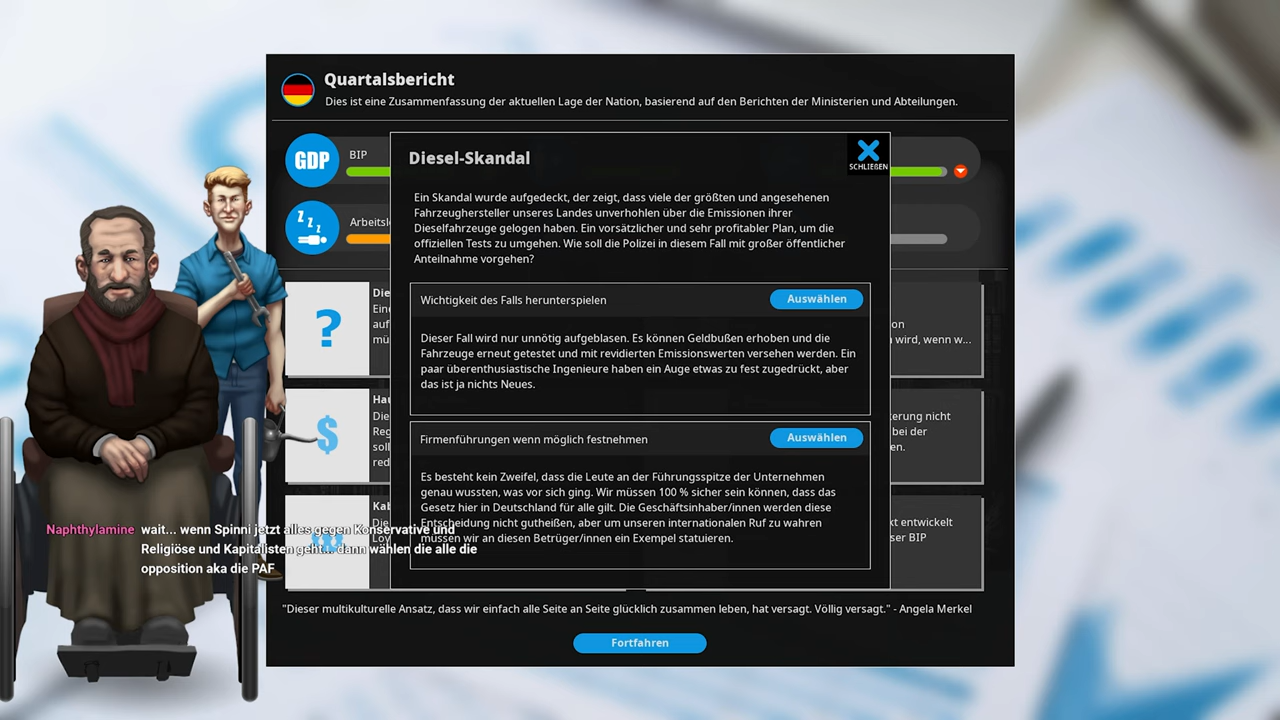 Quartalsbericht
Dies ist eine Zusammenfassung der aktuellen Lage der Nation, basierend auf den Berichten der Ministerien und Abteilungen.
GDP
BIP
Z Z Z
Diesel-Skandal
SCHLIEßEN
Ein Skandal wurde aufgedeckt, der zeigt, dass viele der größten und angesehenen
Fahrzeughersteller unseres Landes unverhohlen über die Emissionen ihrer
Dieselfahrzeuge gelogen haben. Ein vorsätzlicher und sehr profitabler Plan, um die
offiziellen Tests zu umgehen. Wie soll die Polizei in diesem Fall mit großer öffentlicher
Anteilnahme vorgehen?
Wichtigkeit des Falls herunterspielen
Auswählen
Dieser Fall wird nur unnötig aufgeblasen. Es können Geldbußen erhoben und die
Fahrzeuge erneut getestet und mit revidierten Emissionswerten versehen werden. Ein
paar überenthusiastische Ingenieure haben ein Auge etwas zu fest zugedrückt, aber
das ist ja nichts Neues.
Firmenführungen wenn möglich festnehmen
Auswählen
Es besteht kein Zweifel, dass die Leute an der Führungsspitze der Unternehmen
genau wussten, was vor sich ging. Wir müssen 100 % sicher sein können, dass das
Gesetz hier in Deutschland für alle gilt. Die Geschäftsinhaber/innen werden diese
Entscheidung nicht gutheißen, aber um unseren internationalen Ruf zu wahren
müssen wir an diesen Betrüger/innen ein Exempel statuieren.
?
$
wird, wenn w...
erung nicht
bei der
en.
kt entwickelt
ser BIP
Naphthylamine wait... wenn Spinni jetzt alles gegen Konservative und
Religiöse und Kapitalisten geht... dann wählen die alle die
opposition aka die PAF
"Dieser multikulturelle Ansatz, dass wir einfach alle Seite an Seite glücklich zusammen leben, hat versagt. Völlig versagt." - Angela Merkel
Fortfahren